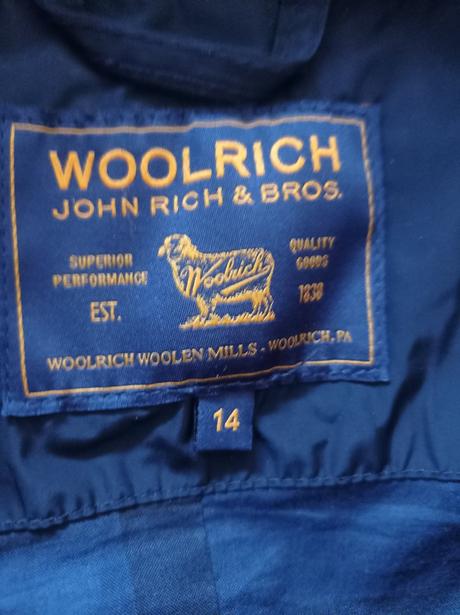 WOOLRICH
JOHN RICH & BROS.
SUPERIOR
PERFORMANCE
EST.
Woolrich
QUALITY
GOODS
1830
WOOLRICH WOOLEN MILLS - WOOLRICH, PA
14